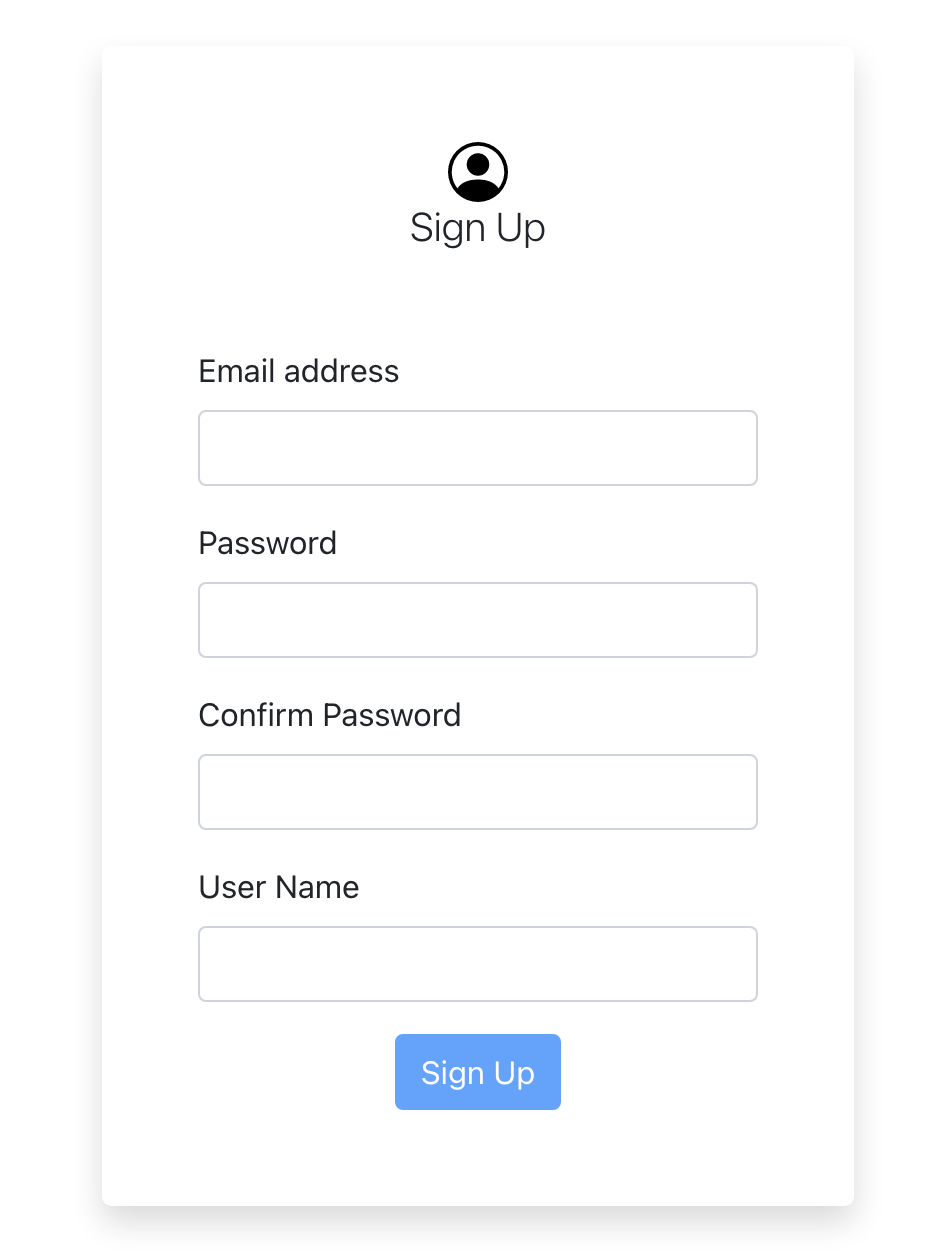 Sign Up
Email address
Password
Confirm Password
User Name
Sign Up